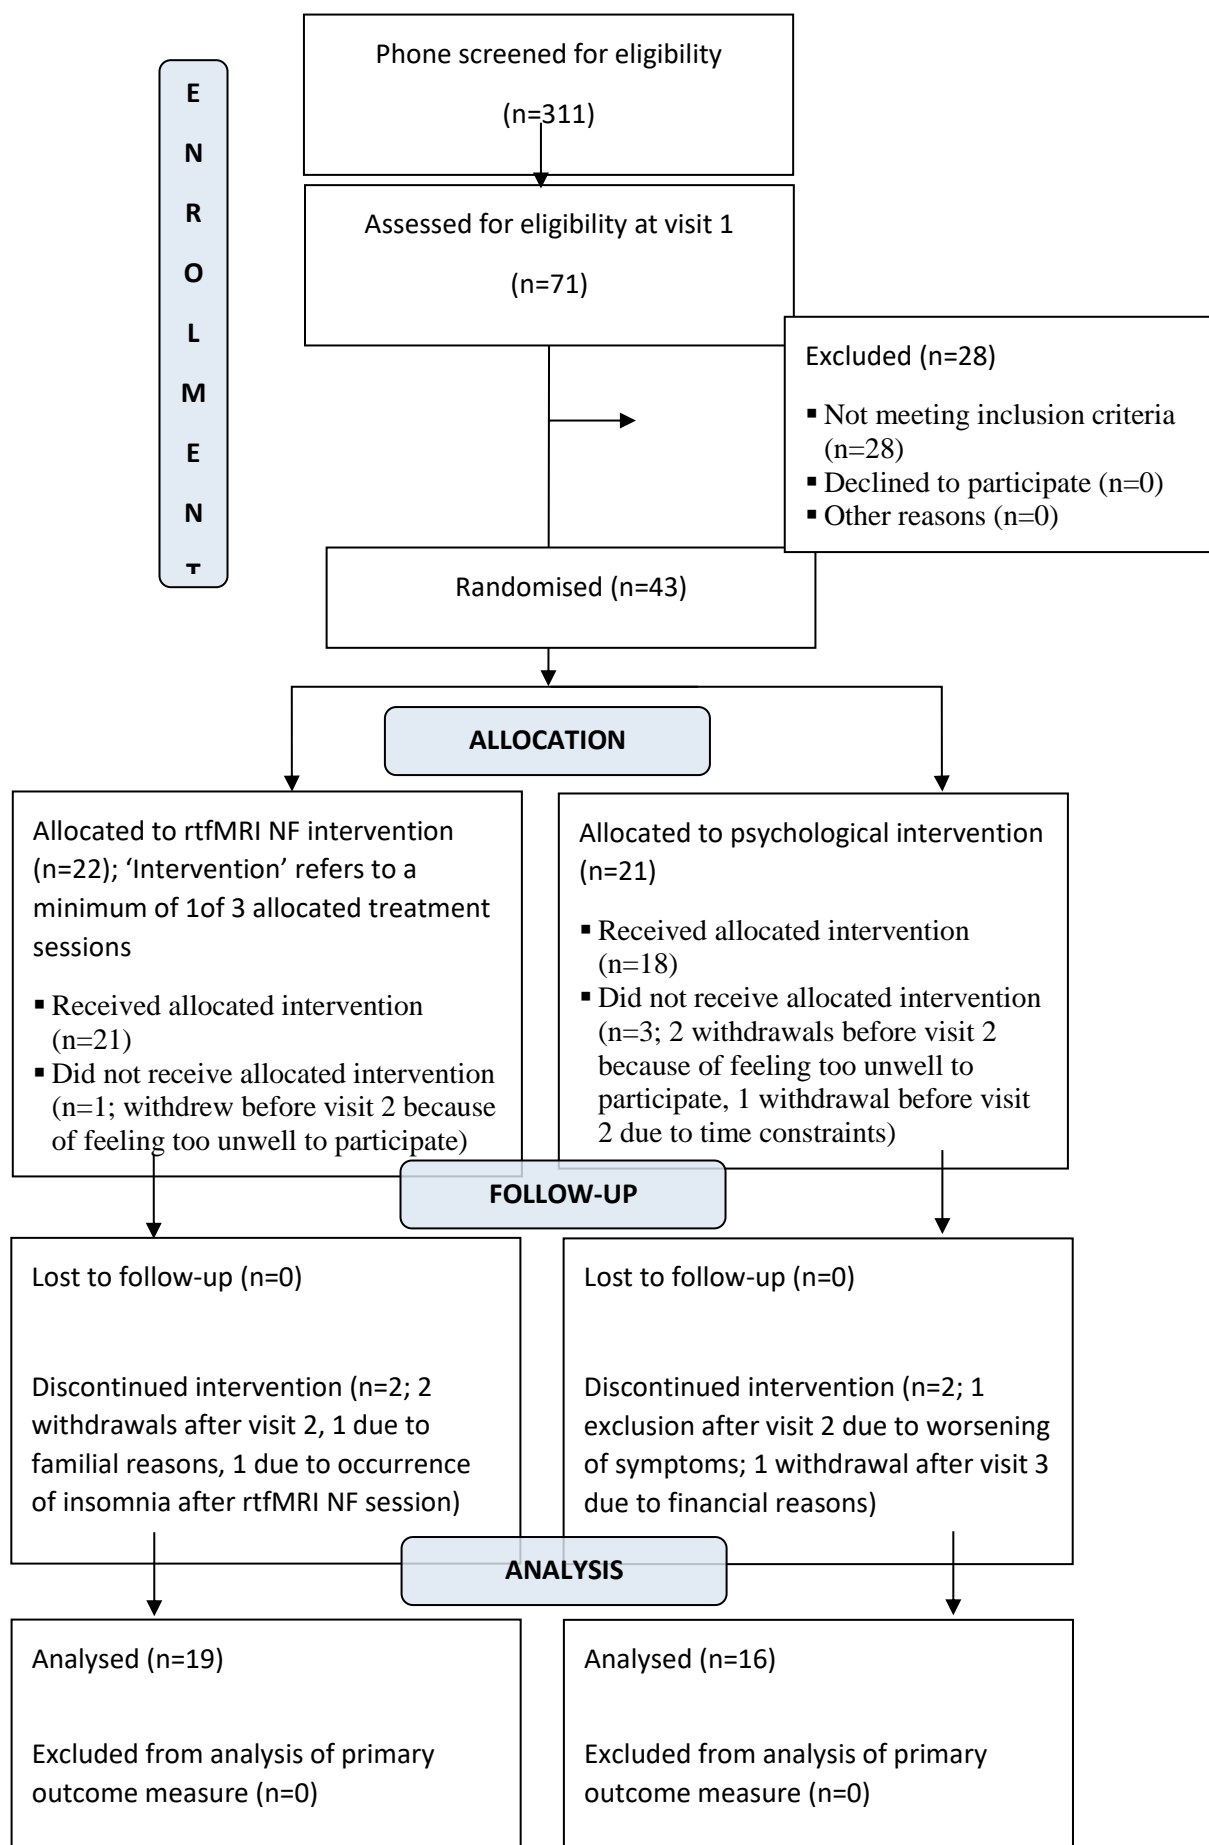 Phone screened for eligibility
(n=311)
E
N
R
O
L
M
E
N
T
Assessed for eligibility at visit 1
(n=71)
Excluded (n=28)
▪ Not meeting inclusion criteria
(n=28)
▪ Declined to participate (n=0)
▪ Other reasons (n=0)
Randomised (n=43)
ALLOCATION
Allocated to rtfMRI NF intervention
(n=22); ‘Intervention’ refers to a
minimum of 1of 3 allocated treatment
sessions
▪ Received allocated intervention
(n=21)
▪ Did not receive allocated intervention
(n=1; withdrew before visit 2 because
of feeling too unwell to participate)
Allocated to psychological intervention
(n=21)
▪ Received allocated intervention
(n=18)
▪ Did not receive allocated intervention
(n=3; 2 withdrawals before visit 2
because of feeling too unwell to
participate, 1 withdrawal before visit
2 due to time constraints)
FOLLOW-UP
Lost to follow-up (n=0)
Discontinued intervention (n=2; 2
withdrawals after visit 2, 1 due to
familial reasons, 1 due to occurrence
of insomnia after rtfMRI NF session)
Lost to follow-up (n=0)
Discontinued intervention (n=2; 1
exclusion after visit 2 due to worsening
of symptoms; 1 withdrawal after visit 3
due to financial reasons)
ANALYSIS
Analysed (n=19)
Excluded from analysis of primary
outcome measure (n=0)
Analysed (n=16)
Excluded from analysis of primary
outcome measure (n=0)